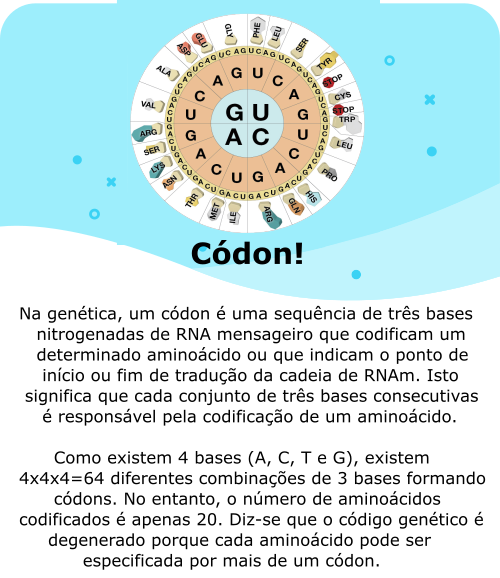 GLY PHE LEU SER TYR STOP CYS STOP TRP LEU PRO HIS GLN ARG ILE MET THR ASN LYS SER ARG VAL ALA ASP GLU
G U
A C
Códon!
Na genética, um códon é uma sequência de três bases
nitrogenadas de RNA mensageiro que codificam um
determinado aminoácido ou que indicam o ponto de
início ou fim de tradução da cadeia de RNAm. Isto
significa que cada conjunto de três bases consecutivas
é responsável pela codificação de um aminoácido.
Como existem 4 bases (A, C, T e G), existem
4x4x4=64 diferentes combinações de 3 bases formando
códons. No entanto, o número de aminoácidos
codificados é apenas 20. Diz-se que o código genético é
degenerado porque cada aminoácido pode ser
especificada por mais de um códon.